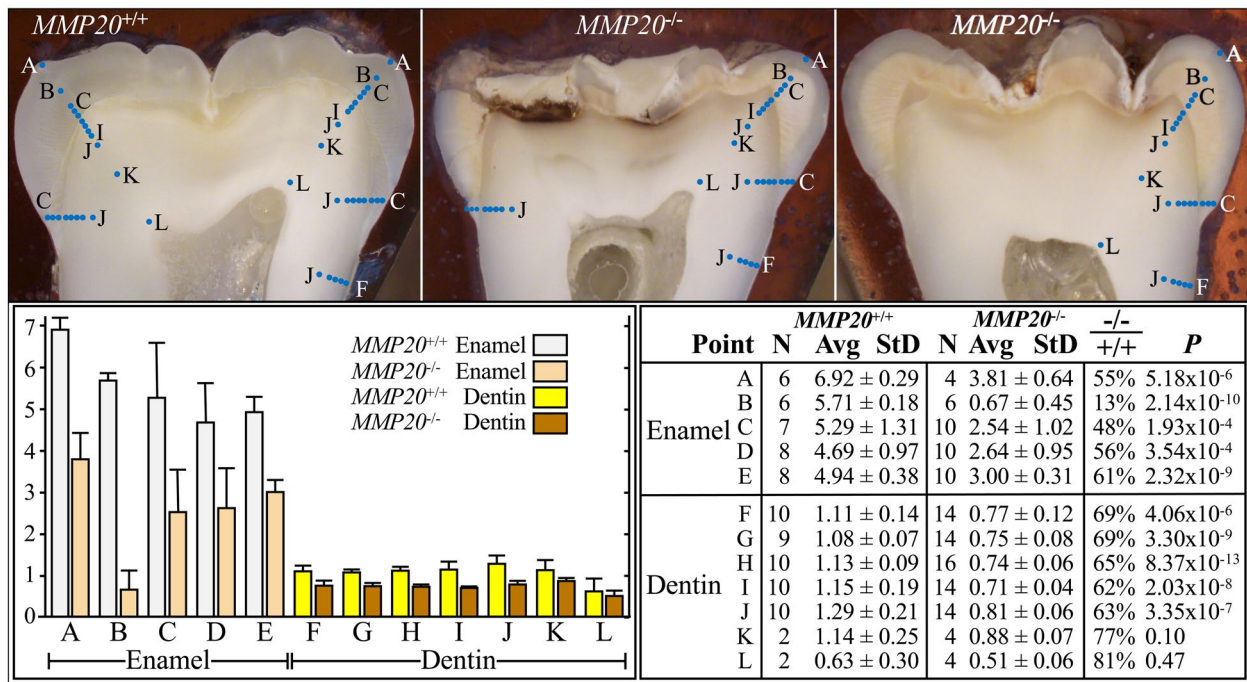 MMP20+/+
MMP20-/-
MMP20-/-
A B C I J K L C J J F A
B C I J K
C J L
A B C I J K L J C J J F
A B C I J K J C L J F
7
6
5
4
3
2
1
0
MMP20+/+ Enamel
MMP20-/- Enamel
MMP20+/+ Dentin
MMP20-/- Dentin
A B C D E F G H I J K L
Enamel Dentin
MMP20+/+ MMP20-/- -/-
Point N Avg StD N Avg StD +/+ P
Enamel
A 6 6.92 ± 0.29 4 3.81 ± 0.64 55% 5.18x10-6
B 6 5.71 ± 0.18 6 0.67 ± 0.45 13% 2.14x10-10
C 7 5.29 ± 1.31 10 2.54 ± 1.02 48% 1.93x10-4
D 8 4.69 ± 0.97 10 2.64 ± 0.95 56% 3.54x10-4
E 8 4.94 ± 0.38 10 3.00 ± 0.31 61% 2.32x10-9
Dentin
F 10 1.11 ± 0.14 14 0.77 ± 0.12 69% 4.06x10-6
G 9 1.08 ± 0.07 14 0.75 ± 0.08 69% 3.30x10-9
H 10 1.13 ± 0.09 16 0.74 ± 0.06 65% 8.37x10-13
I 10 1.15 ± 0.19 14 0.71 ± 0.04 62% 2.03x10-8
J 10 1.29 ± 0.21 14 0.81 ± 0.06 63% 3.35x10-7
K 2 1.14 ± 0.25 4 0.88 ± 0.07 77% 0.10
L 2 0.63 ± 0.30 4 0.51 ± 0.06 81% 0.47